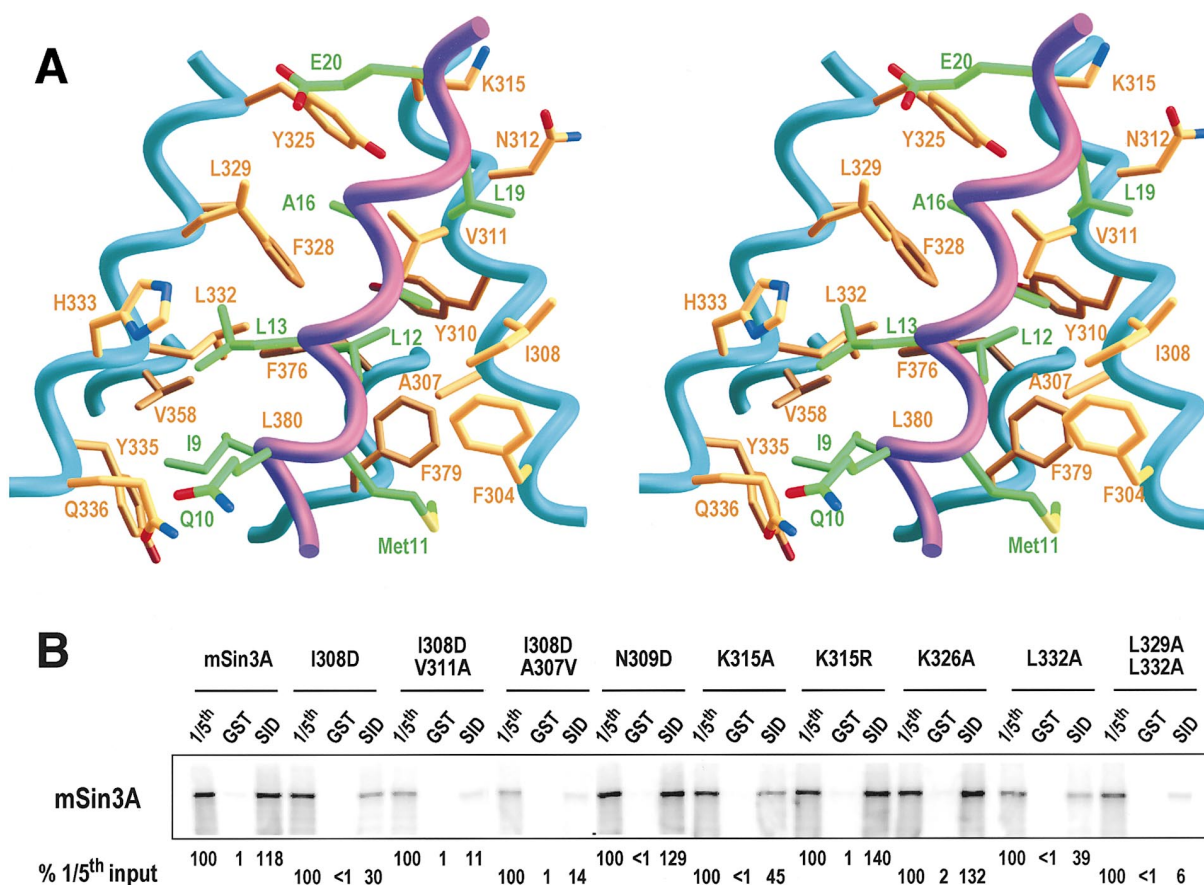 A
E20
K315
Y325
N312
L329
A16
L19
F328
V311
H333
L332
L13
L12
Y310
I308
F376
A307
V358
L380
Y335
I9
F379
F304
Q336
Q10
Met11
E20
K315
Y325
N312
L329
A16
L19
F328
V311
H333
L332
L13
L12
Y310
I308
F376
A307
V358
L380
Y335
I9
F379
F304
Q336
Q10
Met11
B
mSin3A I308D I308D V311A I308D A307V N309D K315A K315R K326A L332A L329A L332A
1/5th GST SID 1/5th GST SID 1/5th GST SID 1/5th GST SID 1/5th GST SID 1/5th GST SID 1/5th GST SID 1/5th GST SID 1/5th GST SID 1/5th GST SID
mSin3A
% 1/5th input
100 1 118 100 <1 30 100 1 11 100 1 14 100 <1 129 100 <1 45 100 1 140 100 2 132 100 <1 39 100 <1 6